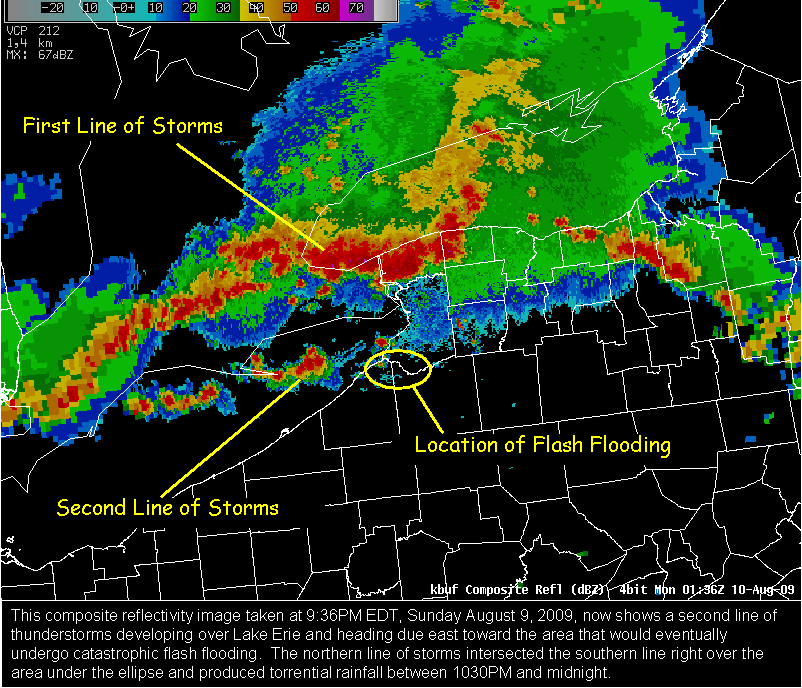 -20 10 -0+ 10 20 30 40 50 60 70
VCP 212
1,4 km
MX: 67dBZ
First Line of Storms
Location of Flash Flooding
Second Line of Storms
kbuf Composite Refl (dBZ) 4bit Mon 01:36Z 10-Aug-09
This composite reflectivity image taken at 9:36PM EDT, Sunday August 9, 2009, now shows a second line of
thunderstorms developing over Lake Erie and heading due east toward the area that would eventually
undergo catastrophic flash flooding. The northern line of storms intersected the southern line right over the
area under the ellipse and produced torrential rainfall between 1030PM and midnight.